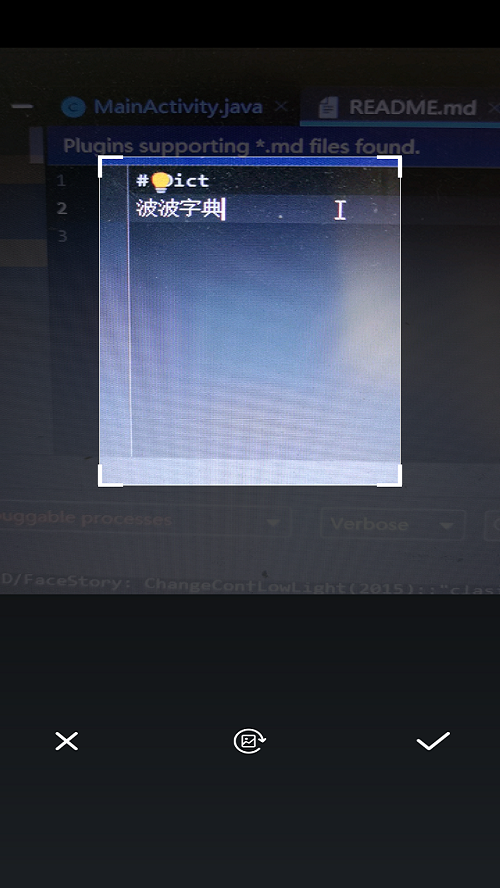 MainActivity.java
README.md
Plugins supporting *.md files found.
1
# Dict
2
波波字典
3
uggable processes
Verbose
D/FaceStory: ChangeContLowLight(2015);:"clas